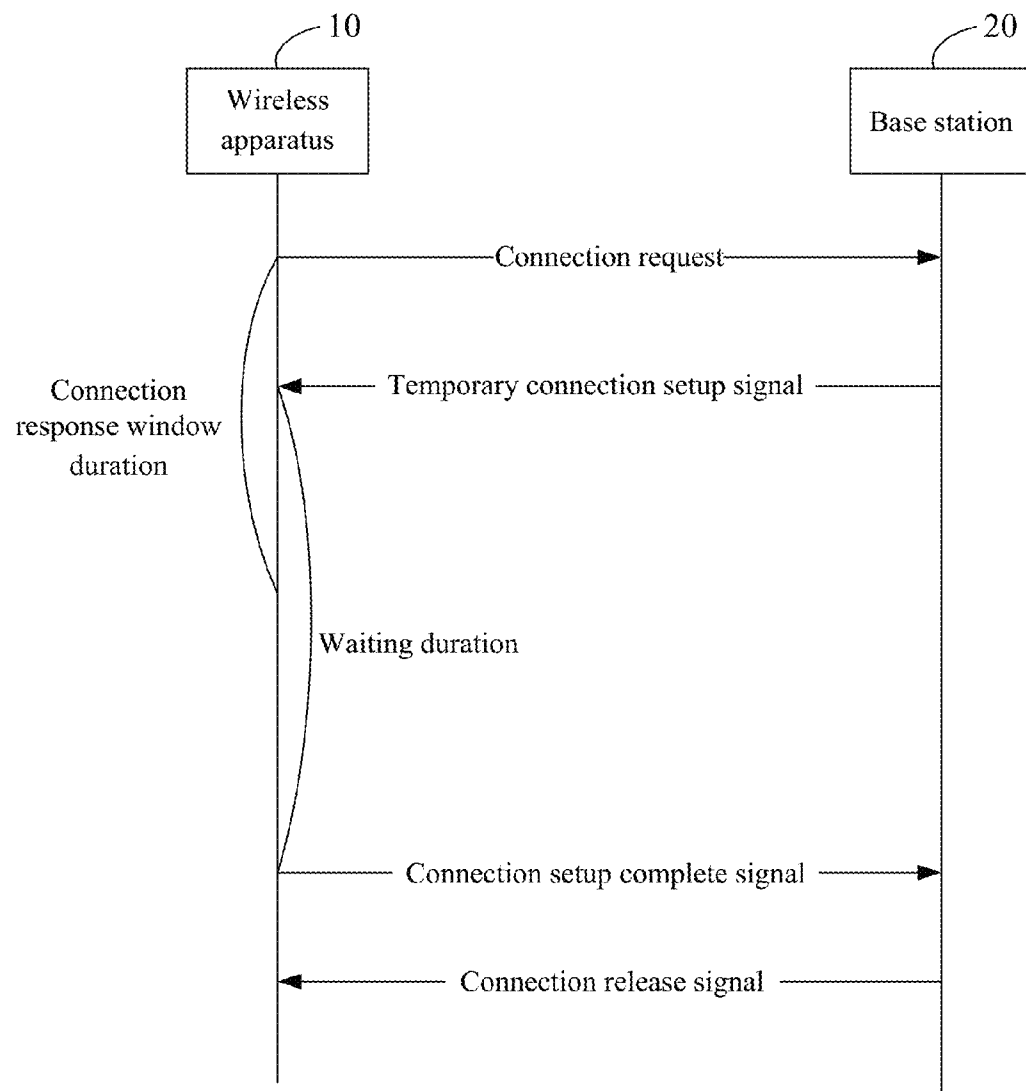 10
20
Wireless
apparatus
Base station
Connection request
Temporary connection setup signal
Connection
response window
duration
Waiting duration
Connection setup complete signal
Connection release signal